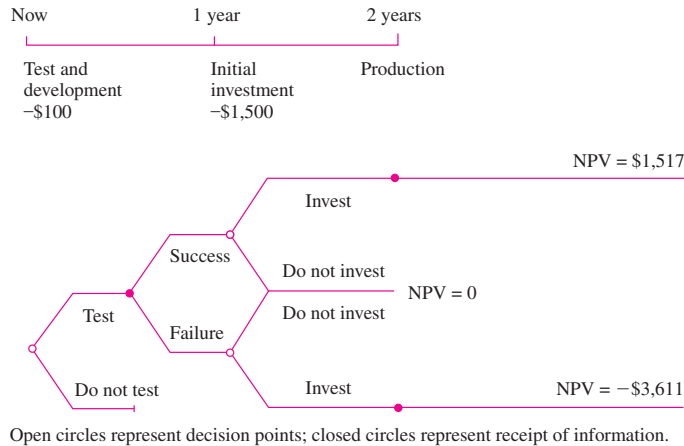 Now 1 year 2 years
Test and development −$100
Initial investment −$1,500
Production
NPV = $1,517
Invest
Success
Do not invest
NPV = 0
Do not invest
Test
Failure
Do not test
Invest
NPV = −$3,611
Open circles represent decision points; closed circles represent receipt of information.